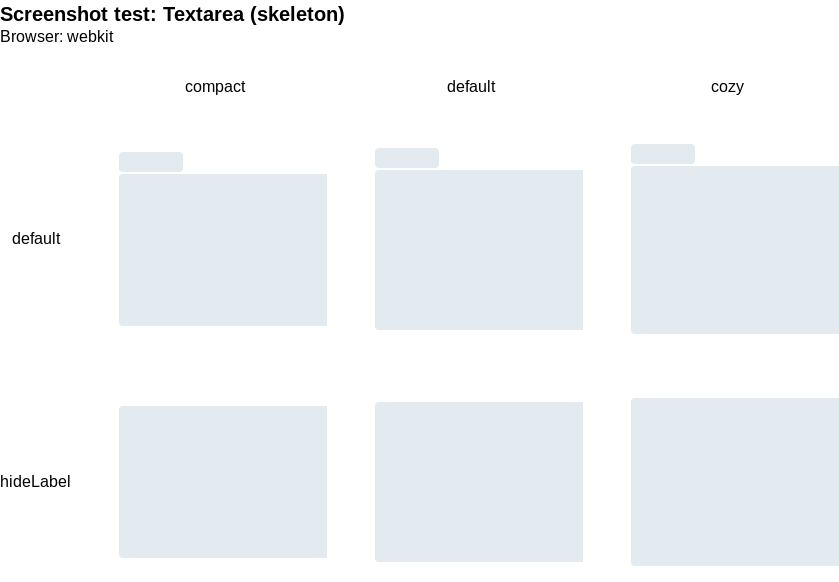 Screenshot test: Textarea (skeleton)
Browser: webkit
compact default cozy
default
hideLabel